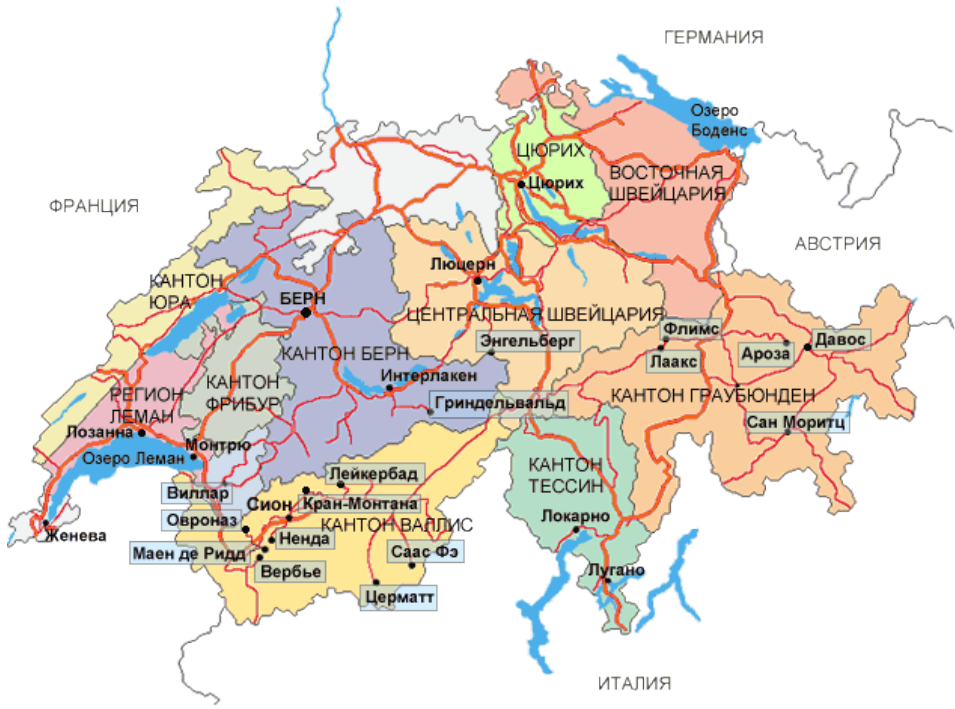 ГЕРМАНИЯ
Озеро
Боденс
ЦЮРИХ
Цюрих
ВОСТОЧНАЯ
ШВЕЙЦАРИЯ
ФРАНЦИЯ
АВСТРИЯ
Люцерн
КАНТОН
ЮРА
БЕРН
ЦЕНТРАЛЬНАЯ ШВЕЙЦАРИЯ
Флимс
Энгельберг
Давос
Ароза
КАНТОН БЕРН
Лаакс
Интерлакен
КАНТОН
ФРИБУР
РЕГИОН
ЛЕМАН
КАНТОН ГРАУБЮНДЕН
Гриндельвальд
Сан Моритц
Лозанна
Монтрю
Озеро Леман
КАНТОН
ТЕССИН
Лейкербад
Виллар
Сион
Кран-Монтана
Овроназ
КАНТОН ВАЛЛИС
Локарно
Женева
Ненда
Маен де Ридд
Саас Фэ
Вербье
Лугано
Церматт
ИТАЛИЯ